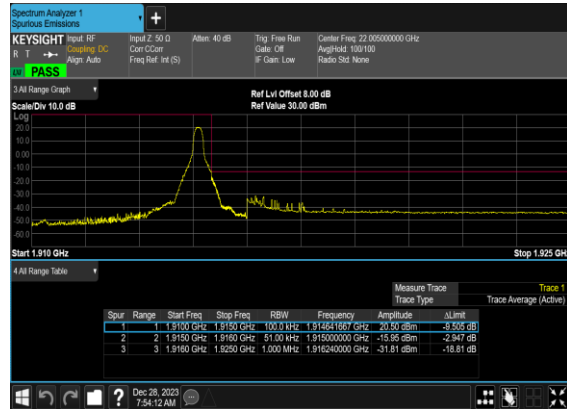 Spectrum Analyzer 1
Spurious Emissions
KEYSIGHT
R T
PASS
Input: RF
Coupling: DC
Align: Auto
Input Z: 50 Ω
Corr CCorr
Freq Ref: Int (S)
Atten: 40 dB
Trig: Free Run
Gate: Off
IF Gain: Low
Center Freq: 22.005000000 GHz
Avg|Hold: 100/100
Radio Std: None
3 All Range Graph
Scale/Div 10.0 dB
Ref Lvl Offset 8.00 dB
Ref Value 30.00 dBm
Log
20.0
10.0
0.00
-10.0
-20.0
-30.0
-40.0
-50.0
-60.0
Start 1.910 GHz
Stop 1.925 GH
4 All Range Table
Measure Trace Trace 1
Trace Type Trace Average (Active)
Spur Range Start Freq Stop Freq RBW Frequency Amplitude ΔLimit
1 1 1.9100 GHz 1.9150 GHz 100.0 kHz 1.914641667 GHz 20.50 dBm -9.505 dB
2 2 1.9150 GHz 1.9160 GHz 51.00 kHz 1.915000000 GHz -15.95 dBm -2.947 dB
3 3 1.9160 GHz 1.9250 GHz 1.000 MHz 1.916240000 GHz -31.81 dBm -18.81 dB
Dec 28, 2023
7:54:12 AM